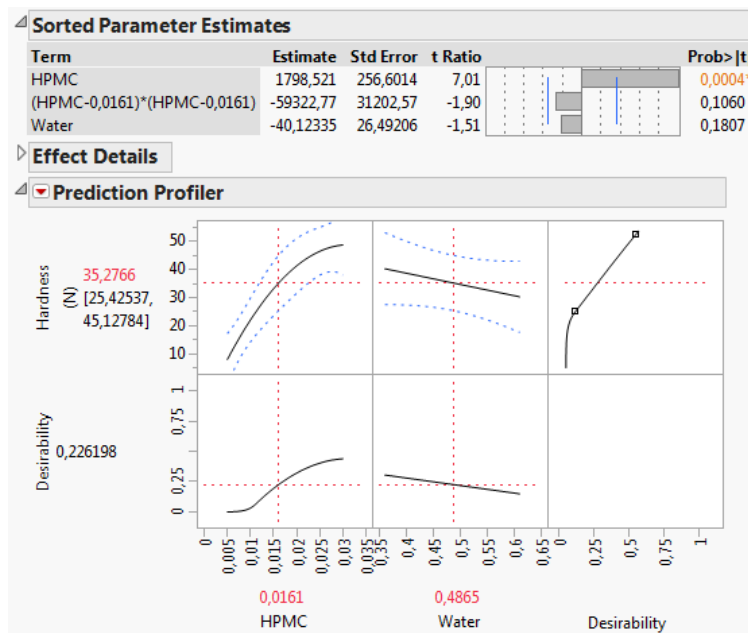 Sorted Parameter Estimates
Term Estimate Std Error t Ratio Prob>|t
HPMC 1798,521 256,6014 7,01 0,0004*
(HPMC-0,0161)*(HPMC-0,0161) -59322,77 31202,57 -1,90 0,1060
Water -40,12335 26,49206 -1,51 0,1807
Effect Details
Prediction Profiler
Hardness
(N)
35,2766
[25,42537,
45,12784]
50
40
30
20
10
Desirability
0,226198
1
0,75
0,25
0
0 0,005 0,01 0,015 0,02 0,025 0,03 0,035
0,35 0,4 0,45 0,5 0,55 0,6 0,65
0 0,25 0,5 0,75 1
0,0161 0,4865
HPMC Water Desirability